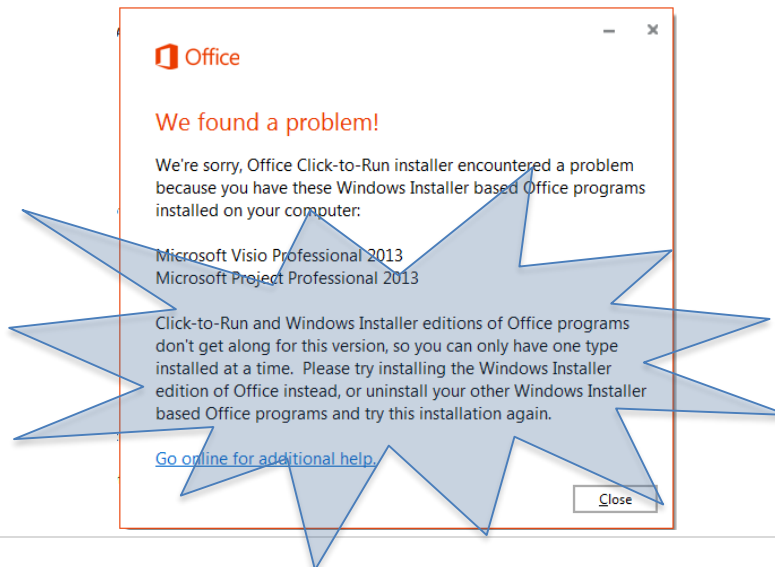 Office
We found a problem!
We're sorry, Office Click-to-Run installer encountered a problem
because you have these Windows Installer based Office programs
installed on your computer:
Microsoft Visio Professional 2013
Microsoft Project Professional 2013
Click-to-Run and Windows Installer editions of Office programs
don't get along for this version, so you can only have one type
installed at a time.  Please try installing the Windows Installer
edition of Office instead, or uninstall your other Windows Installer
based Office programs and try this installation again.
Go online for additional help.
Close